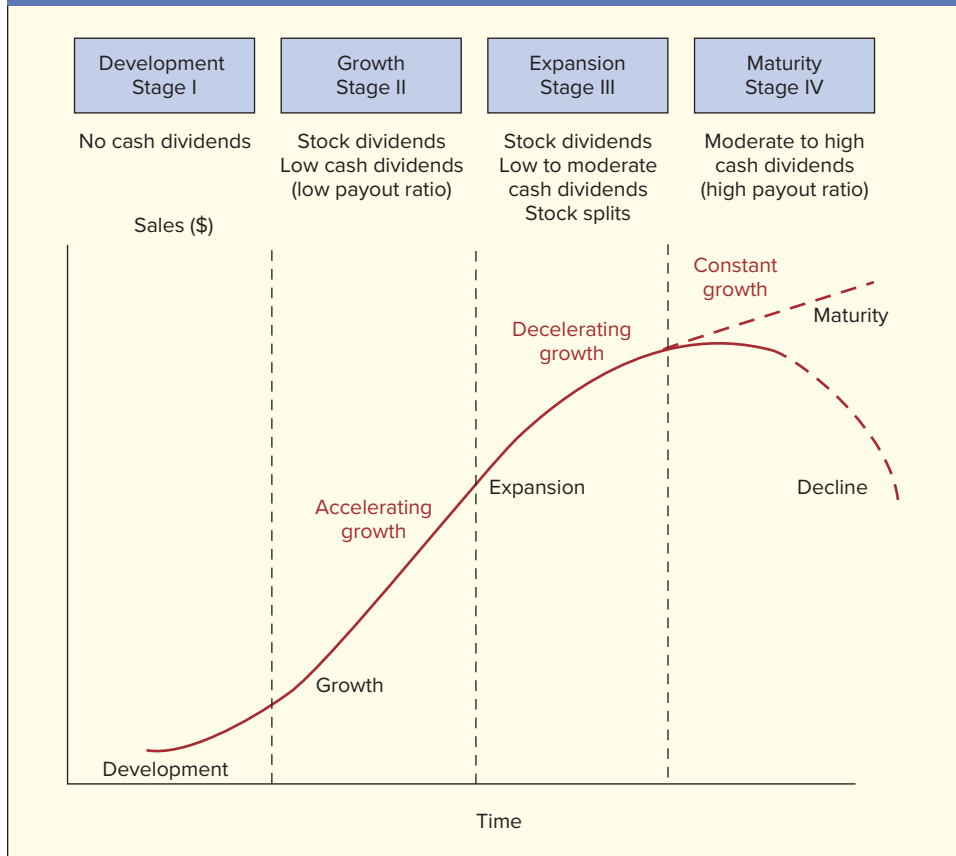 Development
Stage I
Growth
Stage II
Expansion
Stage III
Maturity
Stage IV
No cash dividends
Stock dividends
Low cash dividends
(low payout ratio)
Stock dividends
Low to moderate
cash dividends
Stock splits
Moderate to high
cash dividends
(high payout ratio)
Sales ($)
Constant
growth
Maturity
Decelerating
growth
Expansion
Decline
Accelerating
growth
Growth
Development
Time